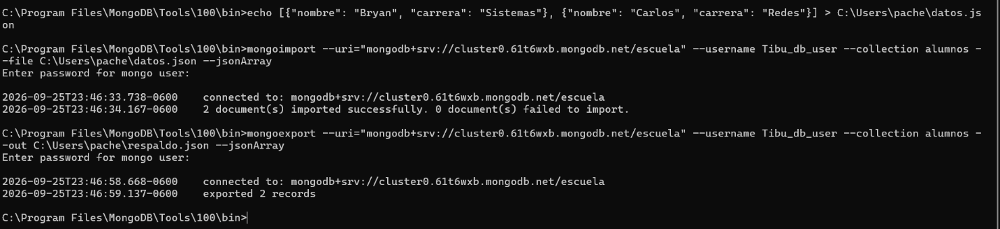 C:\Program Files\MongoDB\Tools\100\bin>echo [{"nombre": "Bryan", "carrera": "Sistemas"}, {"nombre": "Carlos", "carrera": "Redes"}] > C:\Users\pache\datos.js
on
C:\Program Files\MongoDB\Tools\100\bin>mongoimport --uri="mongodb+srv://cluster0.61t6wxb.mongodb.net/escuela" --username Tibu_db_user --collection alumnos -
-file C:\Users\pache\datos.json --jsonArray
Enter password for mongo user:
2026-09-25T23:46:33.738-0600    connected to: mongodb+srv://cluster0.61t6wxb.mongodb.net/escuela
2026-09-25T23:46:34.167-0600    2 document(s) imported successfully. 0 document(s) failed to import.
C:\Program Files\MongoDB\Tools\100\bin>mongoexport --uri="mongodb+srv://cluster0.61t6wxb.mongodb.net/escuela" --username Tibu_db_user --collection alumnos -
-out C:\Users\pache\respaldo.json --jsonArray
Enter password for mongo user:
2026-09-25T23:46:58.668-0600    connected to: mongodb+srv://cluster0.61t6wxb.mongodb.net/escuela
2026-09-25T23:46:59.137-0600    exported 2 records
C:\Program Files\MongoDB\Tools\100\bin>